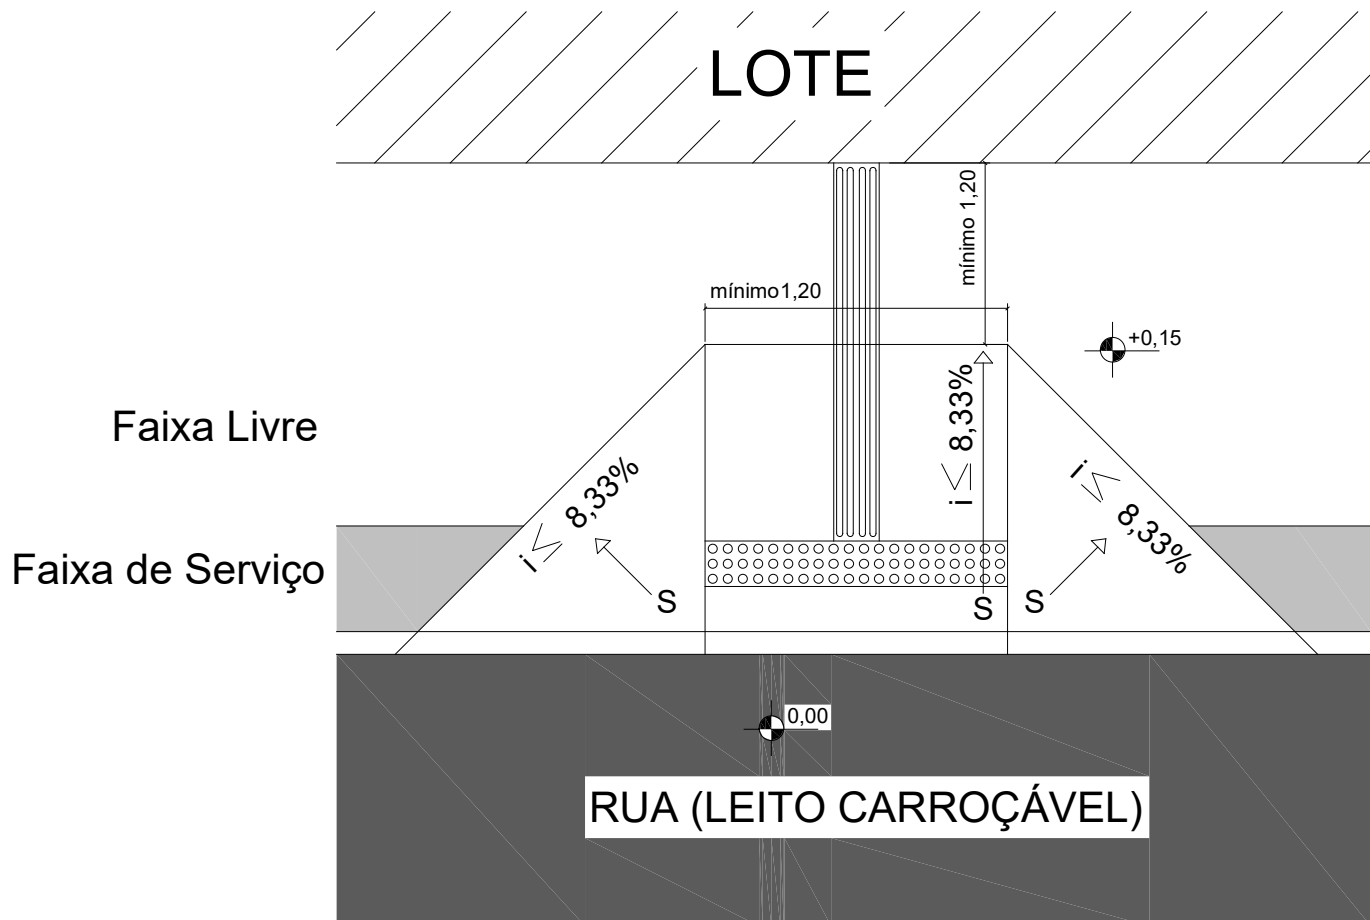 LOTE
mínimo 1,20
mínimo1,20
+0,15
i ≤ 8,33%
Faixa Livre
i ≤ 8,33%
i ≤ 8,33%
Faixa de Serviço
S
S
S
0,00
RUA (LEITO CARROÇÁVEL)